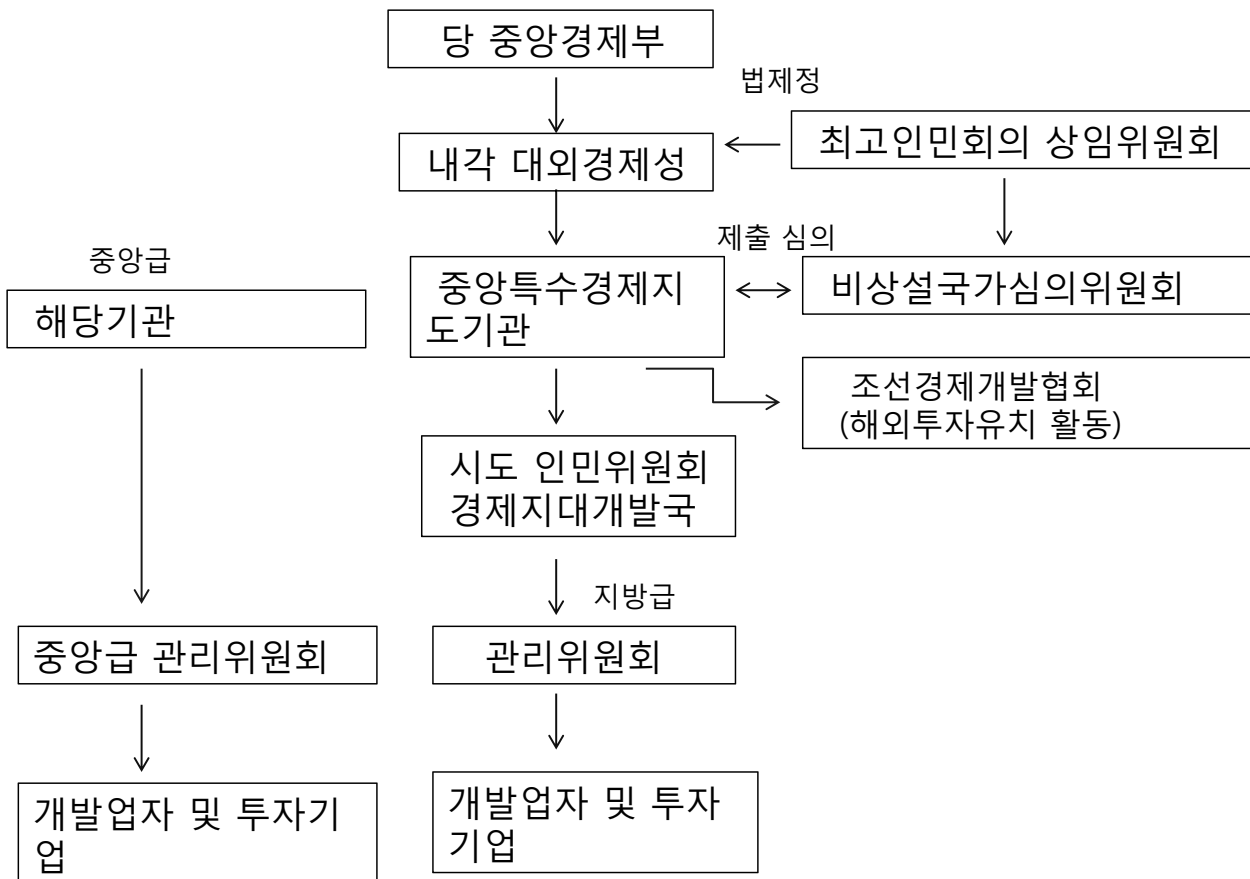 당 중앙경제부
법제정
내각 대외경제성
최고인민회의 상임위원회
제출 심의
중앙급
해당기관
중앙특수경제지
도기관
비상설국가심의위원회
조선경제개발협회
(해외투자유치 활동)
시도 인민위원회
경제지대개발국
지방급
중앙급 관리위원회
관리위원회
개발업자 및 투자기
업
개발업자 및 투자
기업